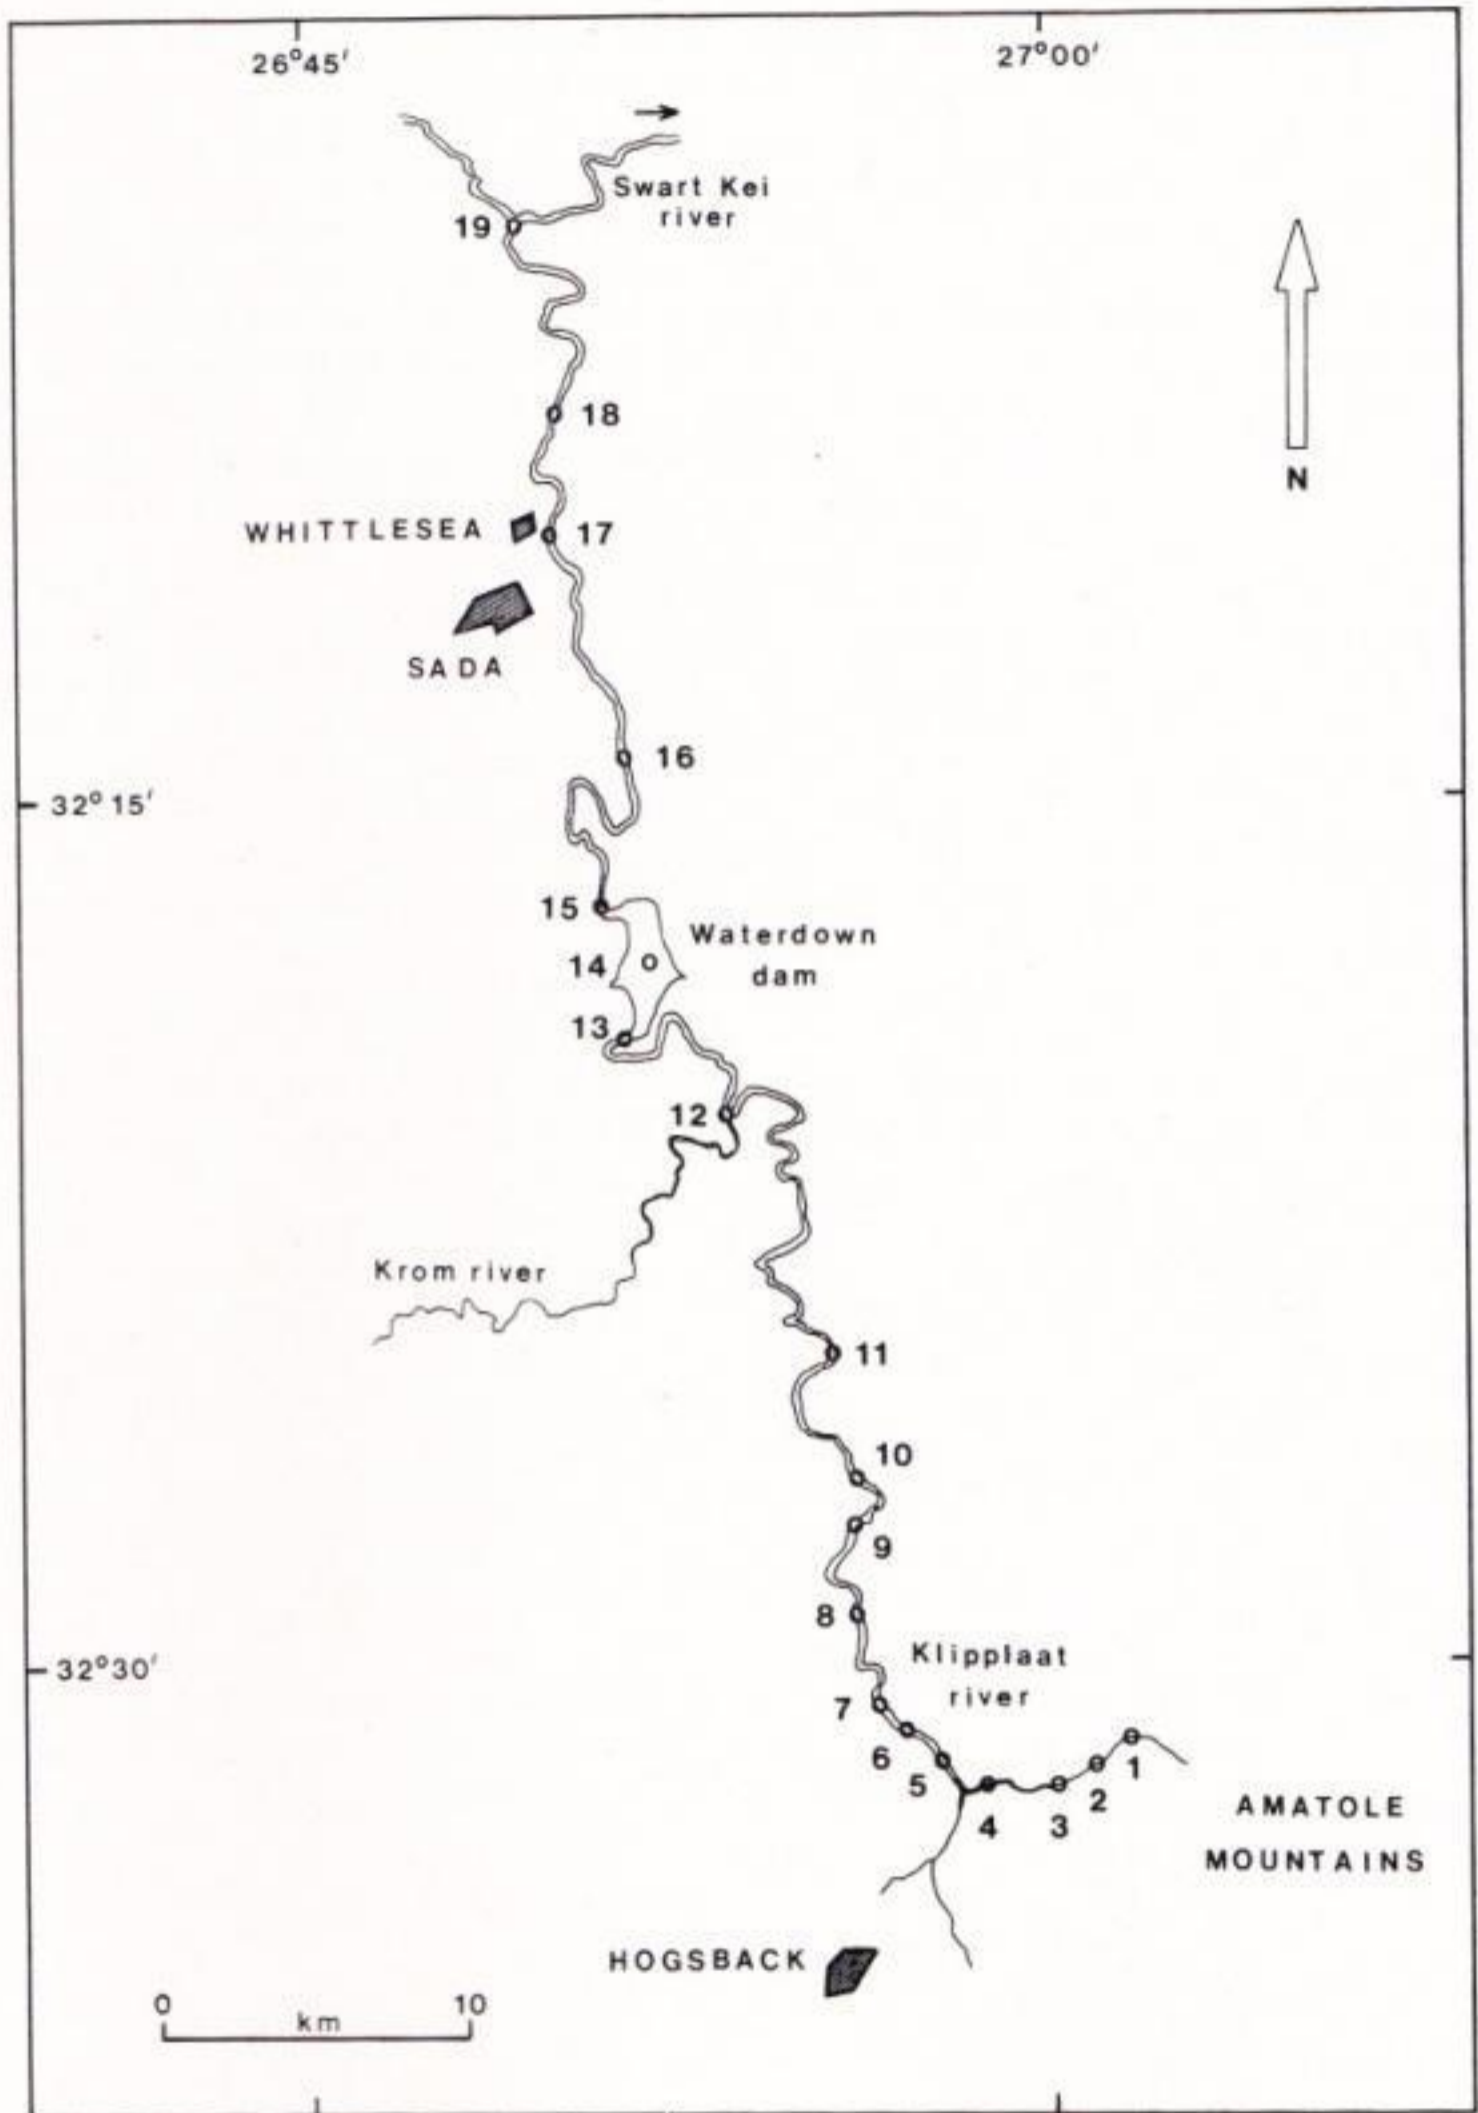 26°45'
27°00'
Swart Kei
river
19
N
18
WHITTLESEA
17
SADA
16
32°15'
15
Waterdown
dam
14
13
12
Krom river
11
10
9
8
32°30'
Klipplaat
river
7
6
5
4
3
2
1
AMATOLE
MOUNTAINS
HOGSBACK
0
10
km